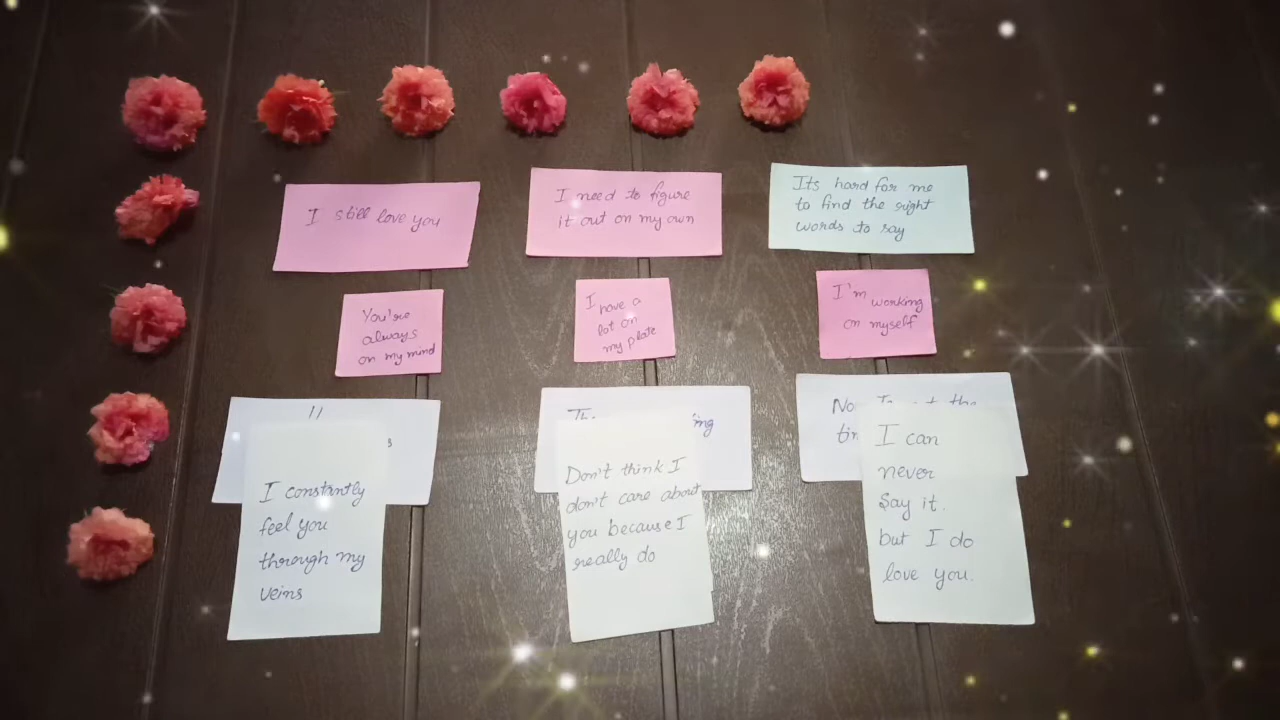 I still love you
I need to figure
it out on my own
Its hard for me
to find the right
words to say
You're
always
on my mind
I have a
lot on
my plate
I'm working
on myself
I constantly
feel you
through my
veins
Don't think I
don't care about
you because I
really do
No
the
I can
never
say it.
but I do
love you.